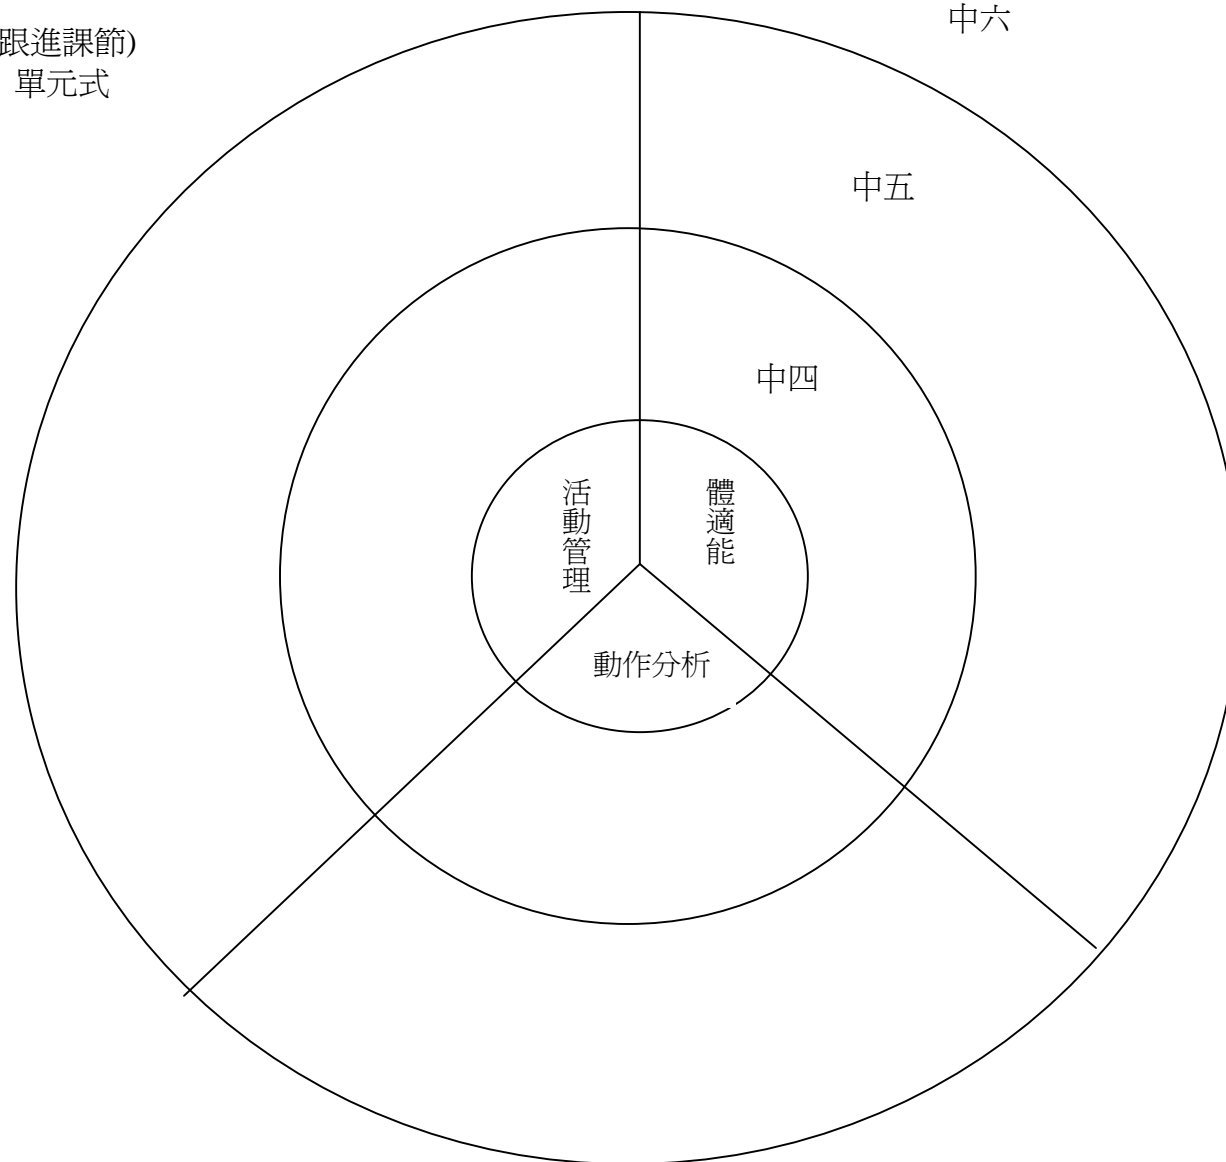 中六
跟進課節)
單元式
中五
中四
活動管理
體適能
動作分析